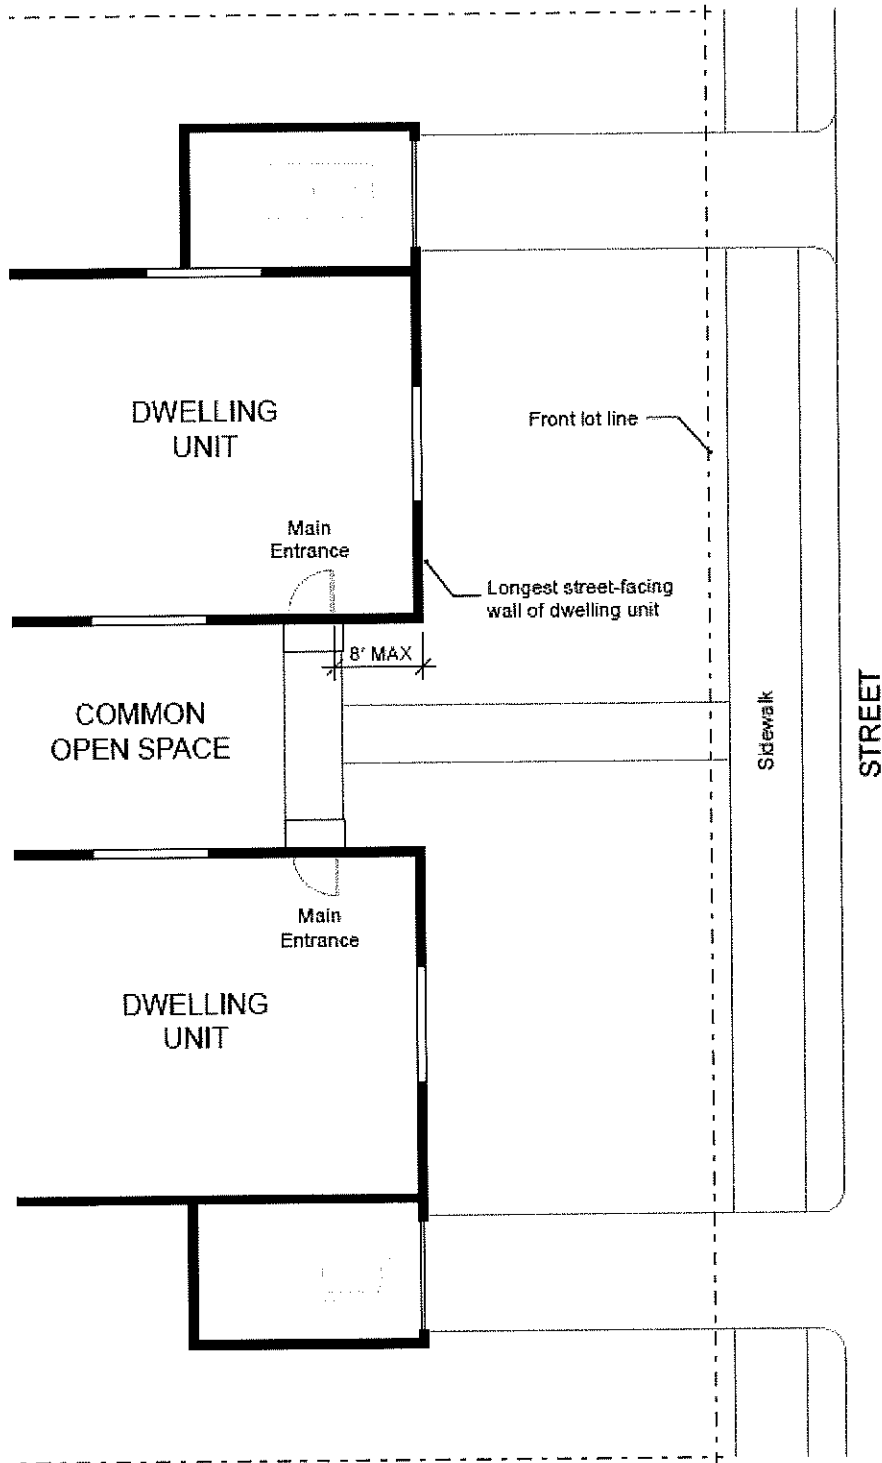 DWELLING
UNIT
Front lot line
Main
Entrance
Longest street-facing
wall of dwelling unit
8' MAX
COMMON
OPEN SPACE
Sidewalk
STREET
Main
Entrance
DWELLING
UNIT